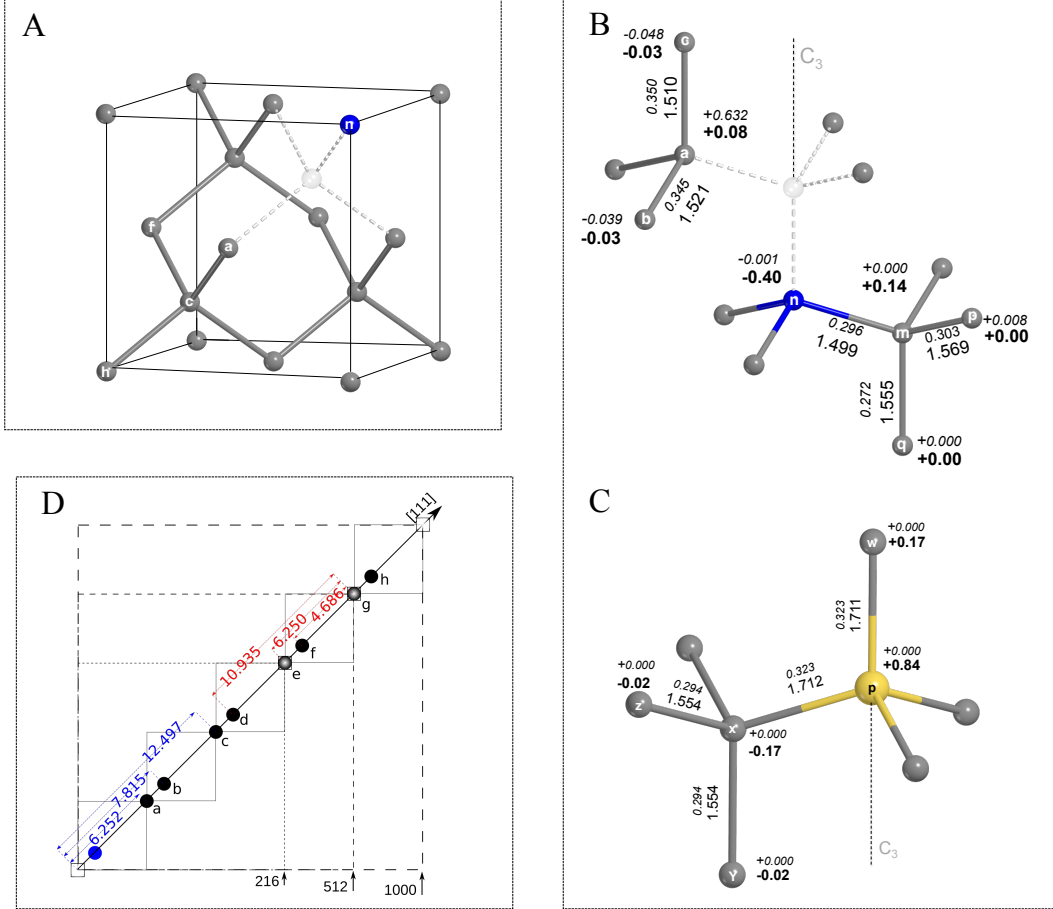 A
n
f
a
c
h
B
C3
c
-0.048
-0.03
0.350
1.510
+0.632
+0.08
a
0.345
1.521
-0.039
-0.03
b
-0.001
-0.40
n
+0.000
+0.14
0.296
1.499
m
0.303
1.569
p
+0.008
+0.00
0.272
1.555
q
+0.000
+0.00
C
w
+0.000
+0.17
0.323
1.711
+0.000
+0.84
p
0.323
1.712
0.294
1.554
+0.000
-0.02
z
x
+0.000
-0.17
0.294
1.554
y
+0.000
-0.02
C3
D
[111]
h
g
4.686
-6.250
10.935
f
e
d
c
12.497
7.815
6.252
b
a
216
512
1000